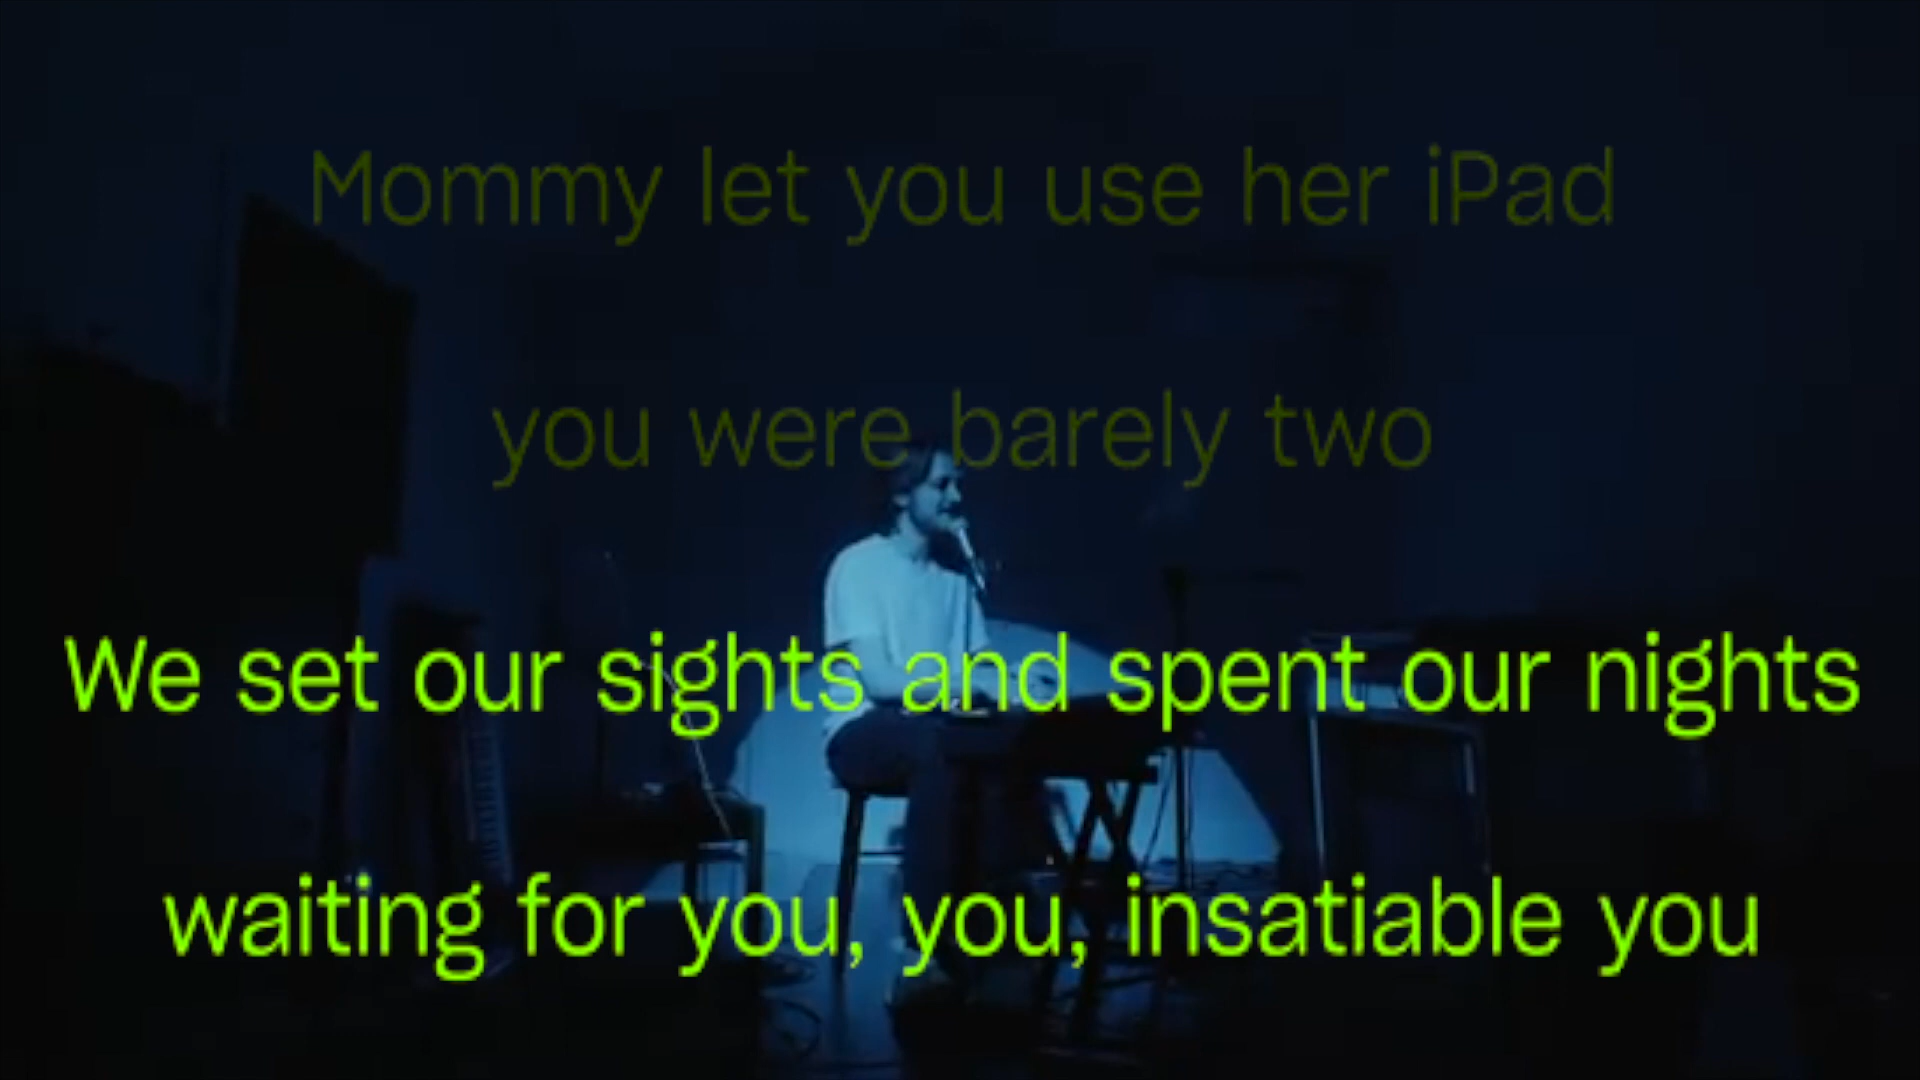 Mommy let you use her iPad
you were barely two
We set our sights and spent our nights
waiting for you, you, insatiable you